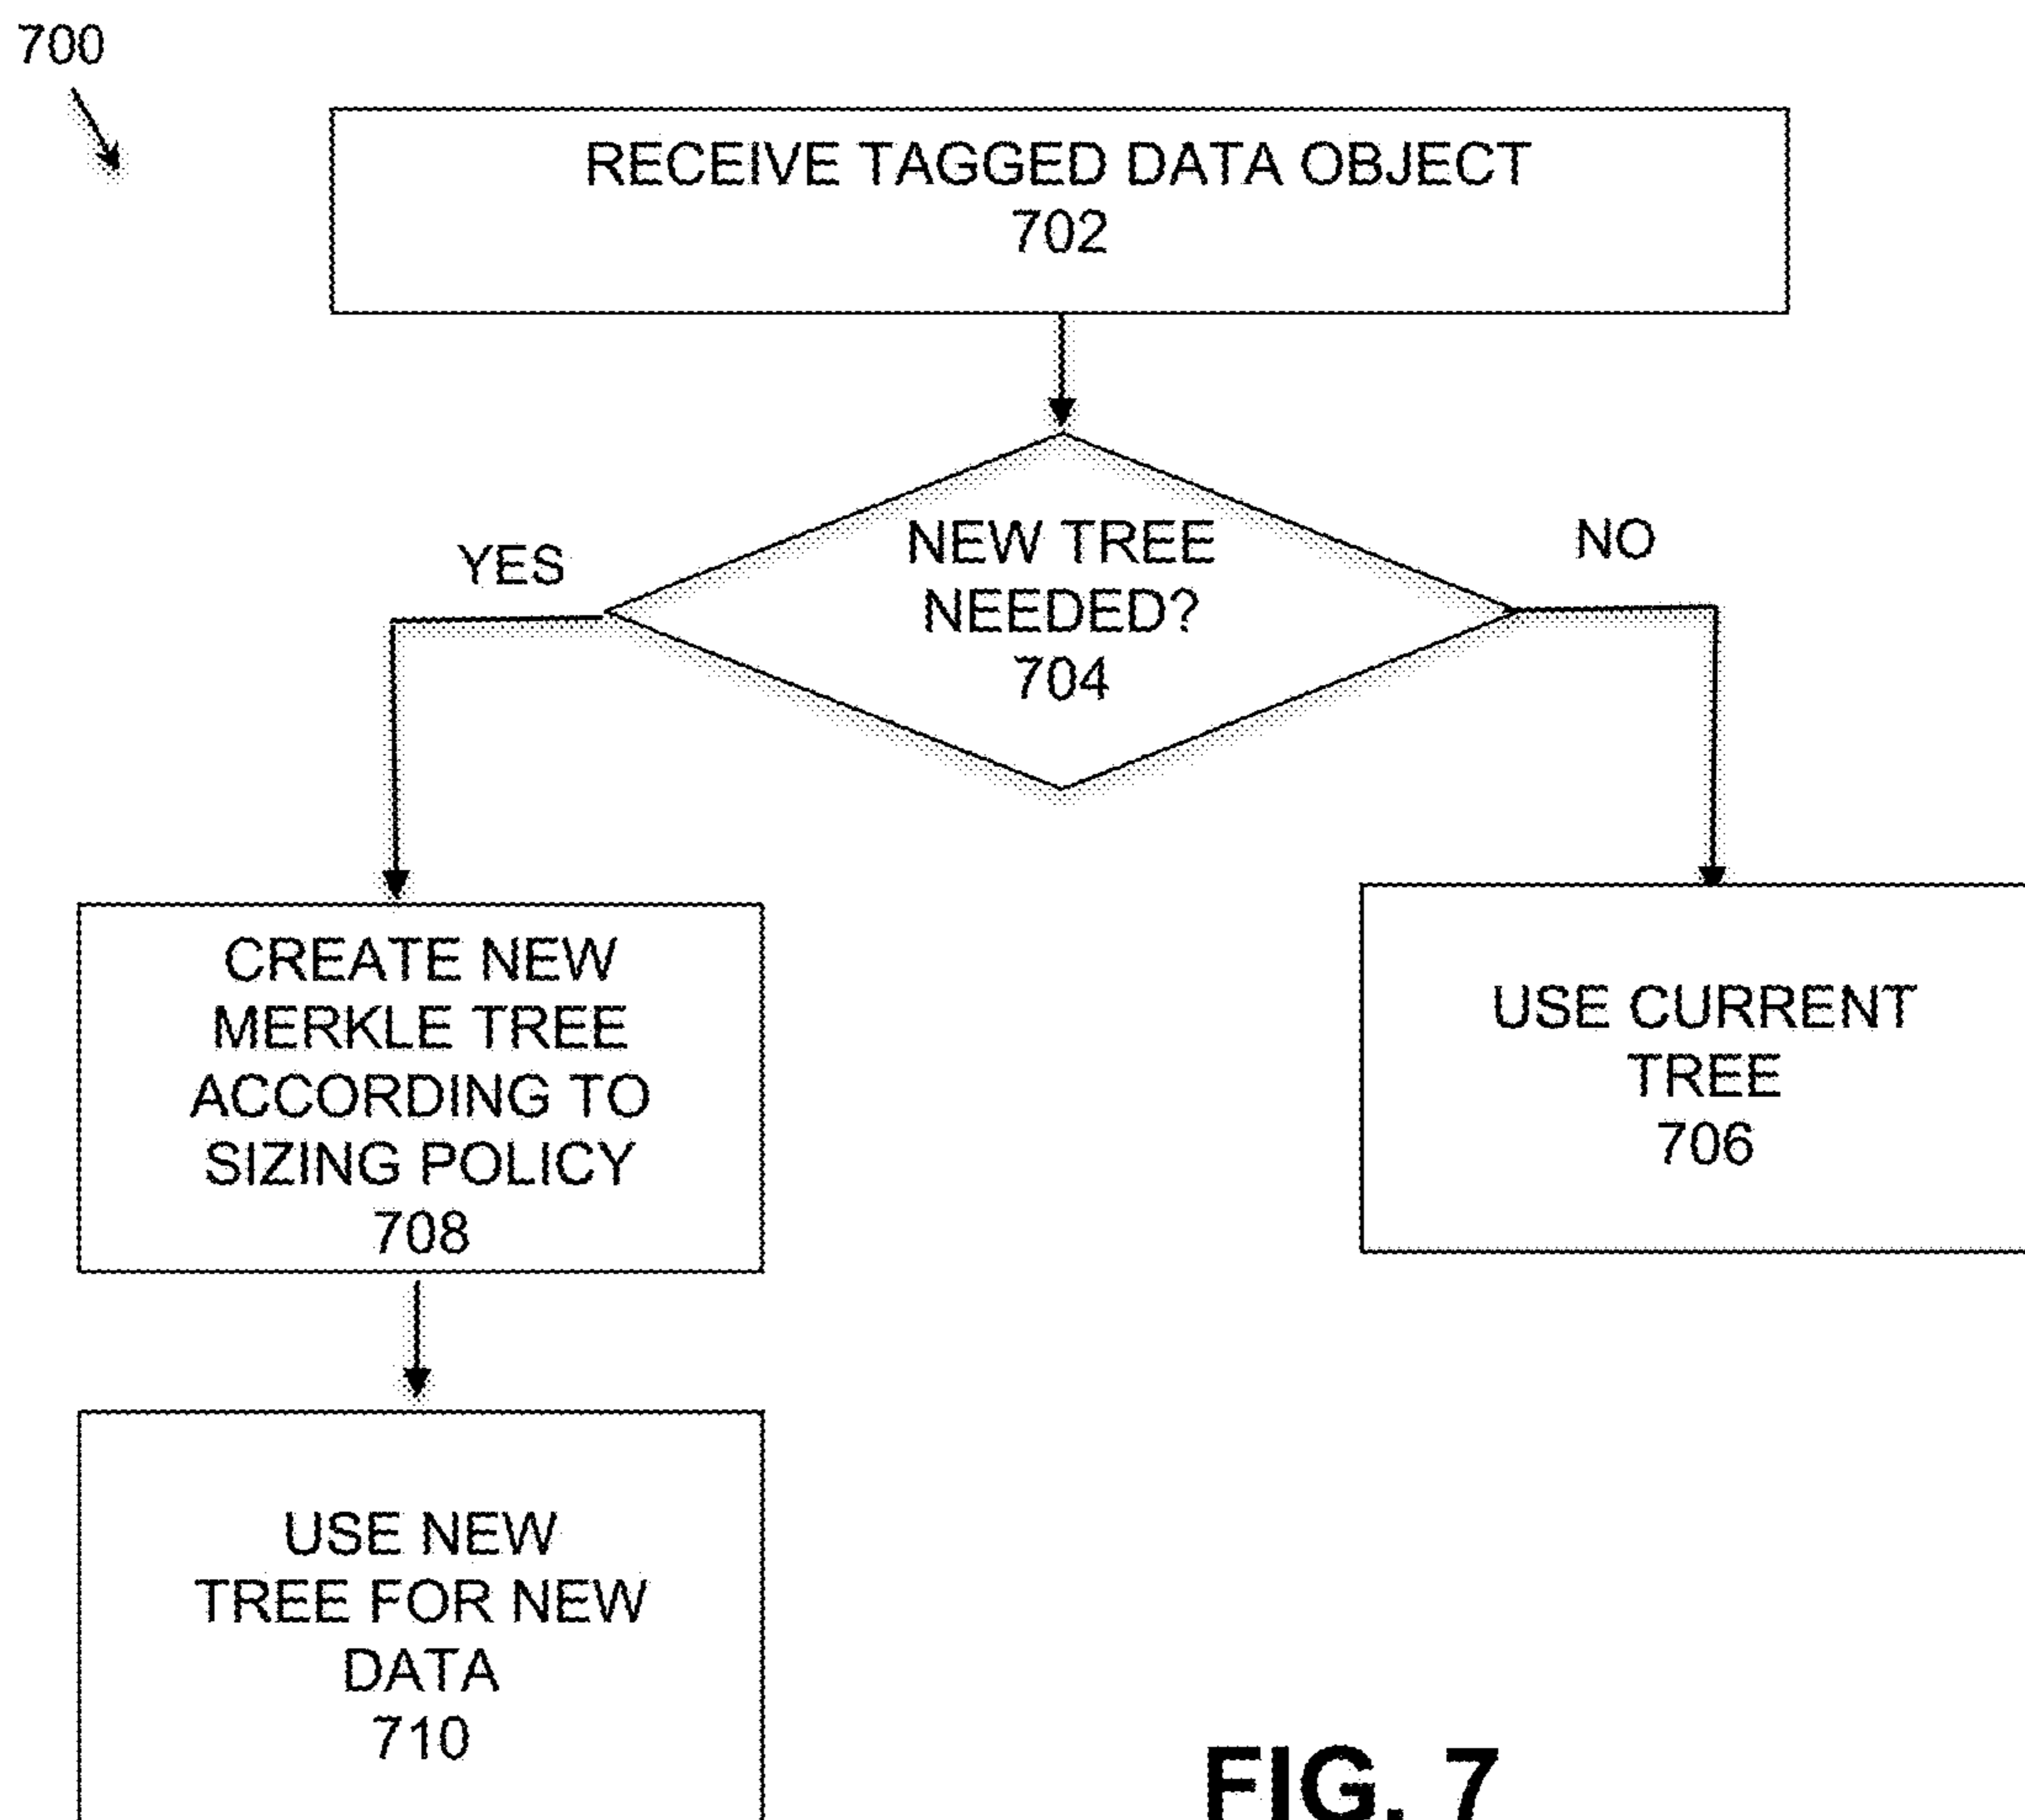 700
RECEIVE TAGGED DATA OBJECT
702
NEW TREE
NEEDED?
704
YES
NO
CREATE NEW
MERKLE TREE
ACCORDING TO
SIZING POLICY
708
USE CURRENT
TREE
706
USE NEW
TREE FOR NEW
DATA
710
FIG. 7